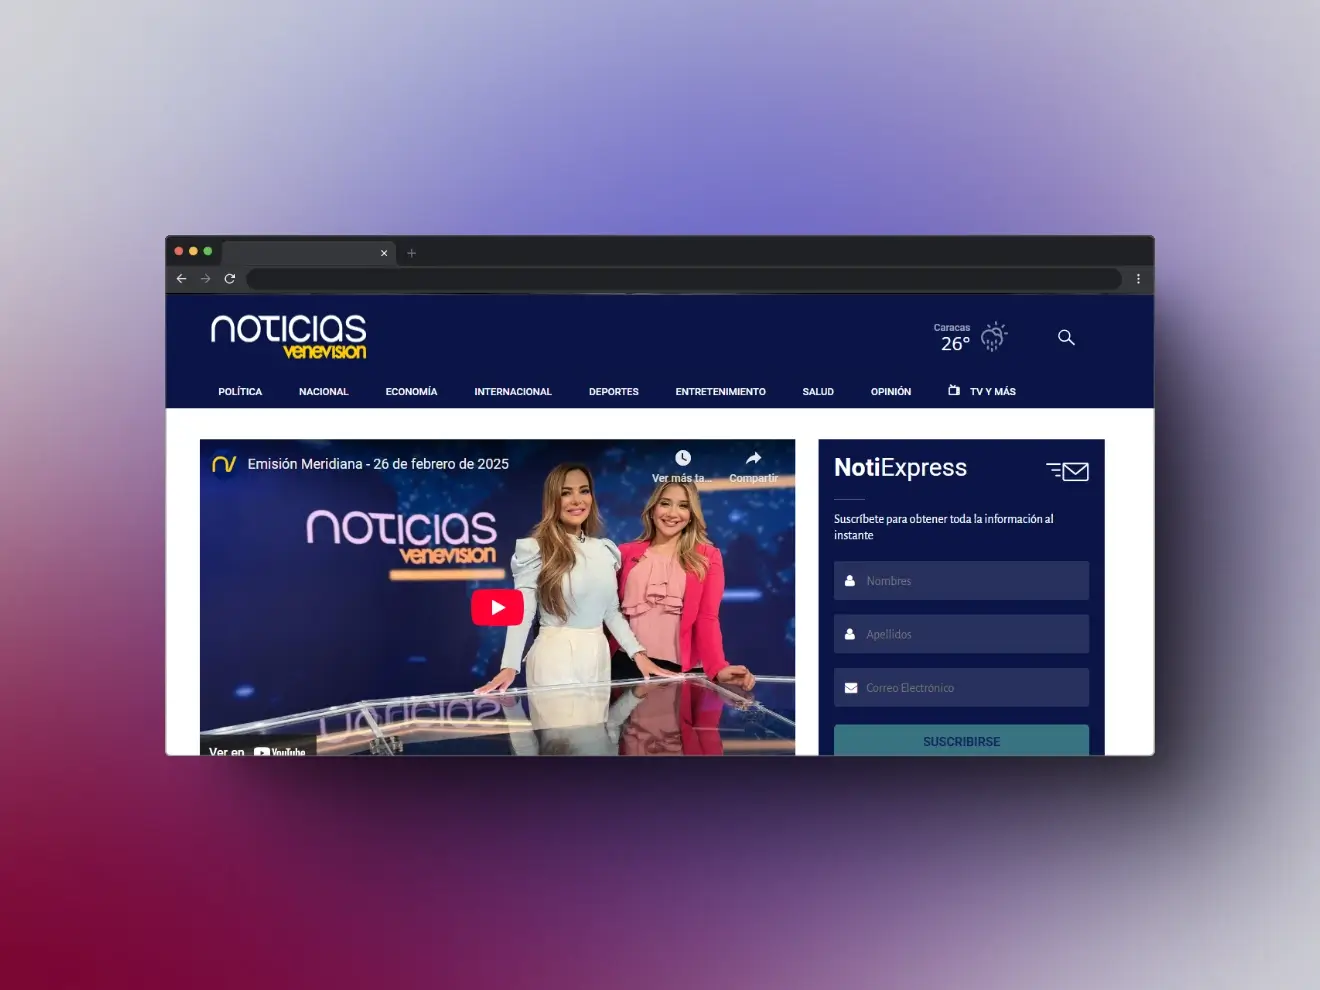 noticias
venevision
Caracas
26°
POLÍTICA NACIONAL ECONOMÍA INTERNACIONAL DEPORTES ENTRETENIMIENTO SALUD OPINIÓN TV Y MÁS
Emisión Meridiana - 26 de febrero de 2025
Ver más ta...
Compartir
noticias
venevision
noticias
Ver en YouTube
NotiExpress
Suscríbete para obtener toda la información al
instante
Nombres
Apellidos
Correo Electrónico
SUSCRIBIRSE